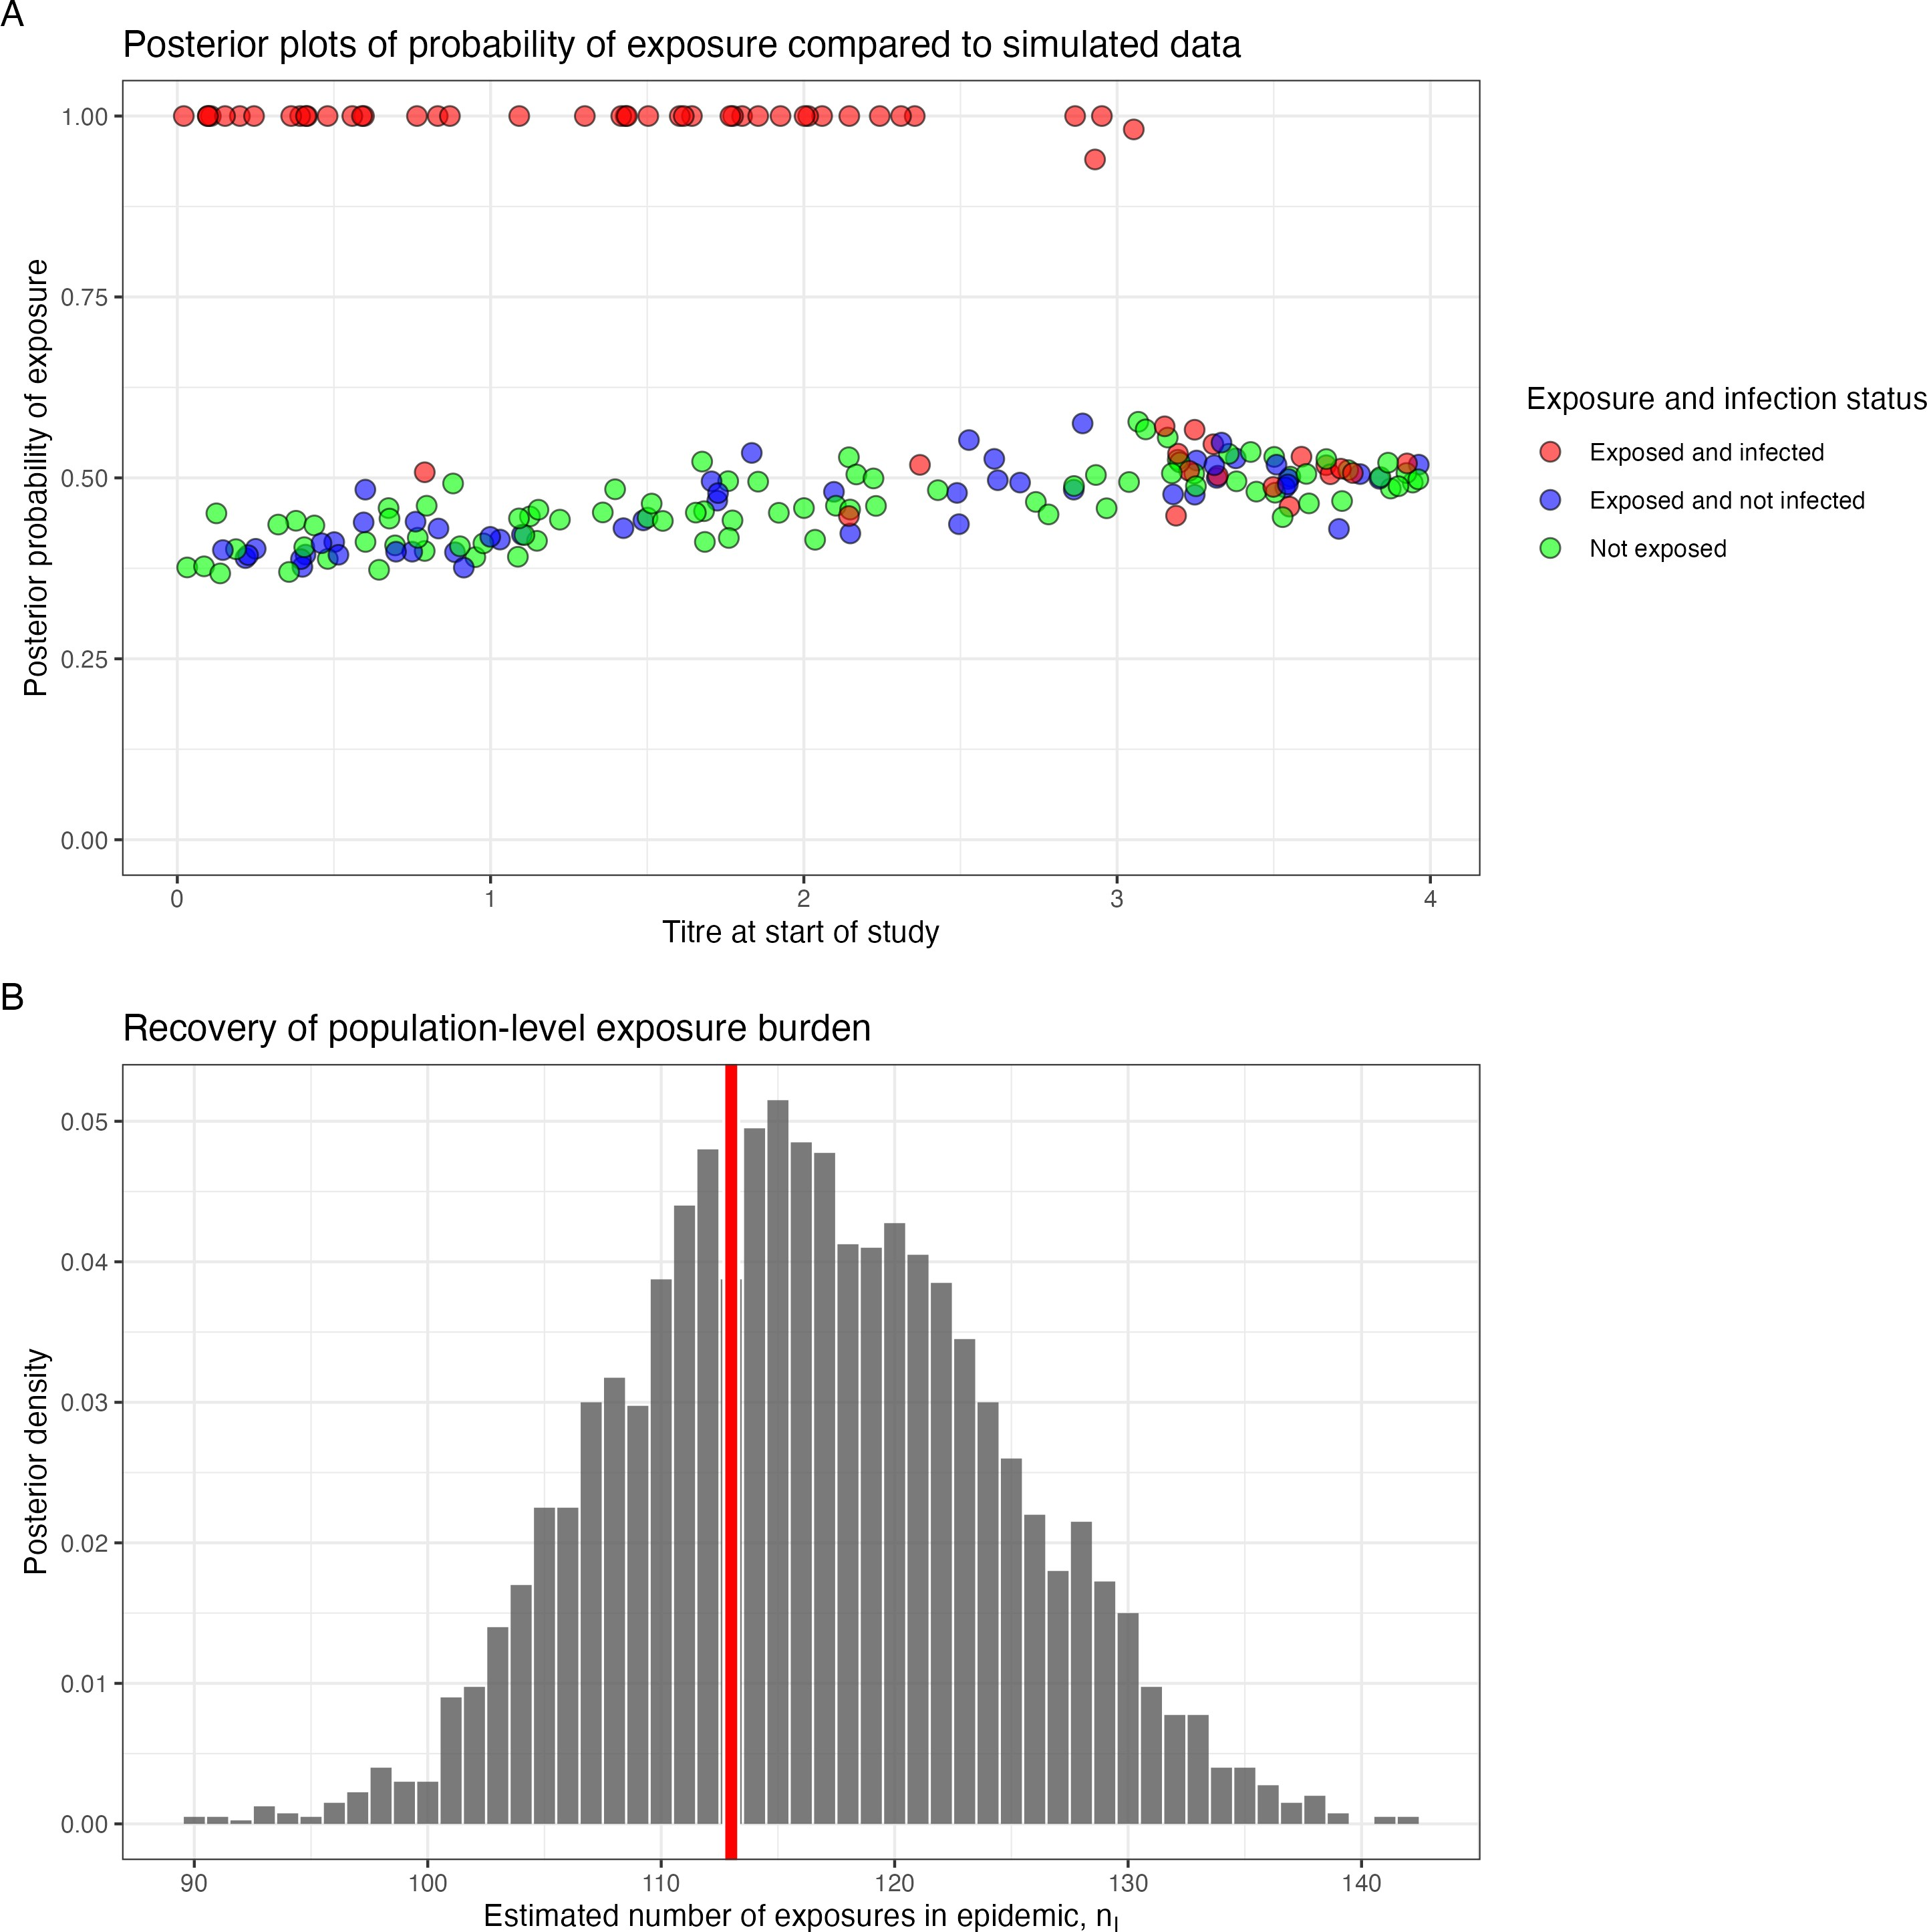 A
Posterior plots of probability of exposure compared to simulated data
Posterior probability of exposure
1.00
0.75
0.50
0.25
0.00
0 1 2 3 4
Titre at start of study
Exposure and infection status
Exposed and infected
Exposed and not infected
Not exposed
B
Recovery of population-level exposure burden
Posterior density
0.05
0.04
0.03
0.02
0.01
0.00
90 100 110 120 130 140
Estimated number of exposures in epidemic, nI